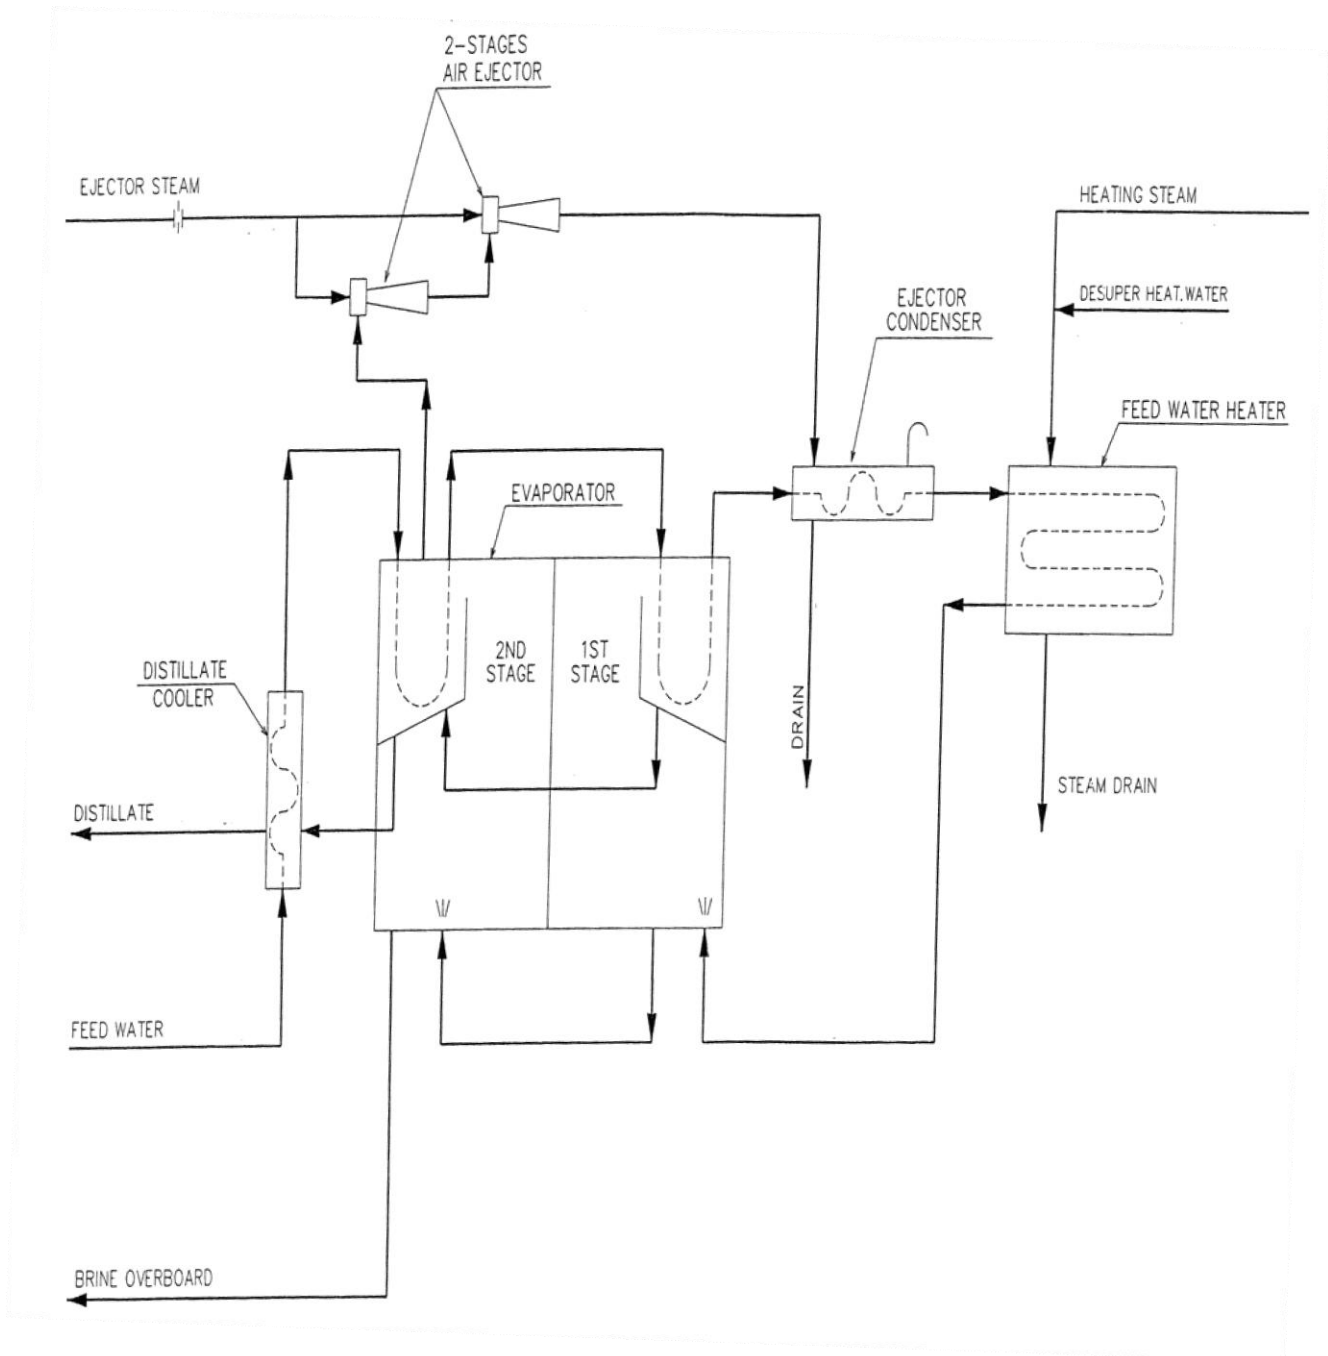 2-STAGES
AIR EJECTOR
EJECTOR STEAM
HEATING STEAM
DESUPER HEAT.WATER
EJECTOR
CONDENSER
FEED WATER HEATER
EVAPORATOR
2ND
STAGE
1ST
STAGE
DISTILLATE
COOLER
DRAIN
STEAM DRAIN
DISTILLATE
FEED WATER
BRINE OVERBOARD